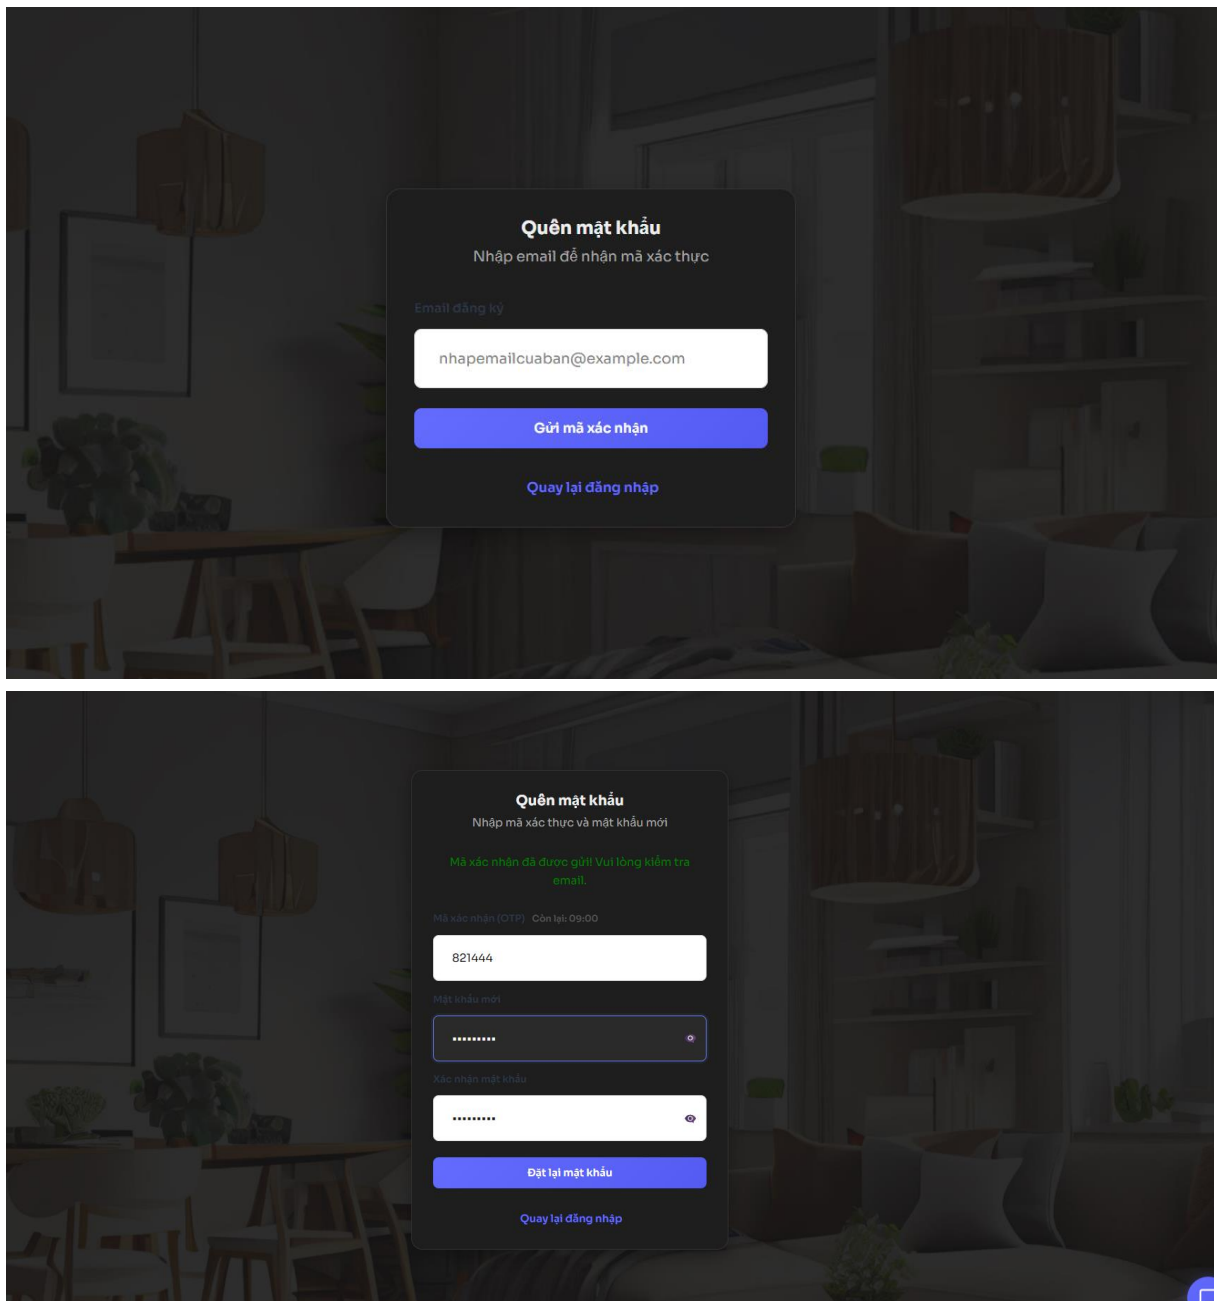 Quên mật khẩu
Nhập email để nhận mã xác thực
Email đăng ký
nhapemailcuaban@example.com
Gửi mã xác nhận
Quay lại đăng nhập
Quên mật khẩu
Nhập mã xác thực và mật khẩu mới
Mã xác nhận đã được gửi! Vui lòng kiểm tra
email.
Mã xác nhận (OTP) Còn lại: 09:00
821444
Mật khẩu mới
•••••••••
Xác nhận mật khẩu
•••••••••
Đặt lại mật khẩu
Quay lại đăng nhập